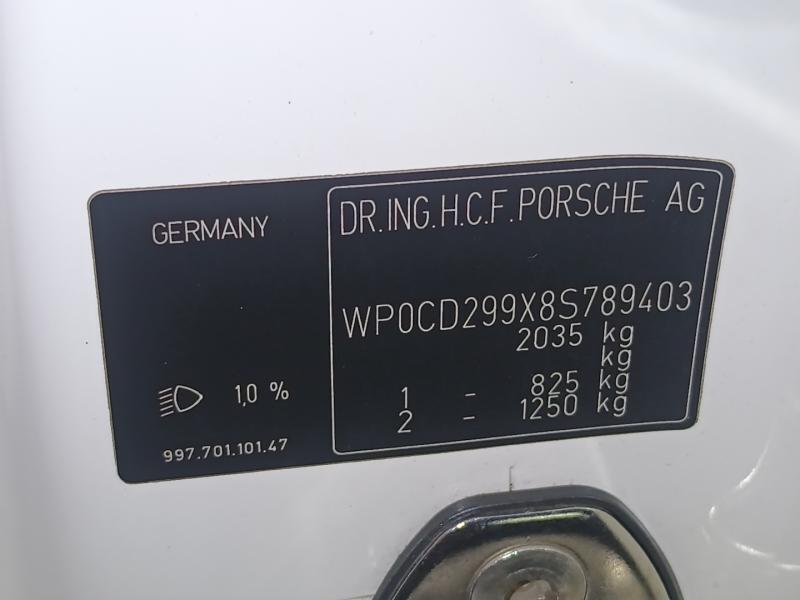 GERMANY
DR.ING.H.C.F.PORSCHE AG
WP0CD299X8S789403
2035 kg
kg
1 - 825 kg
2 - 1250 kg
1,0 %
997.701.101.47